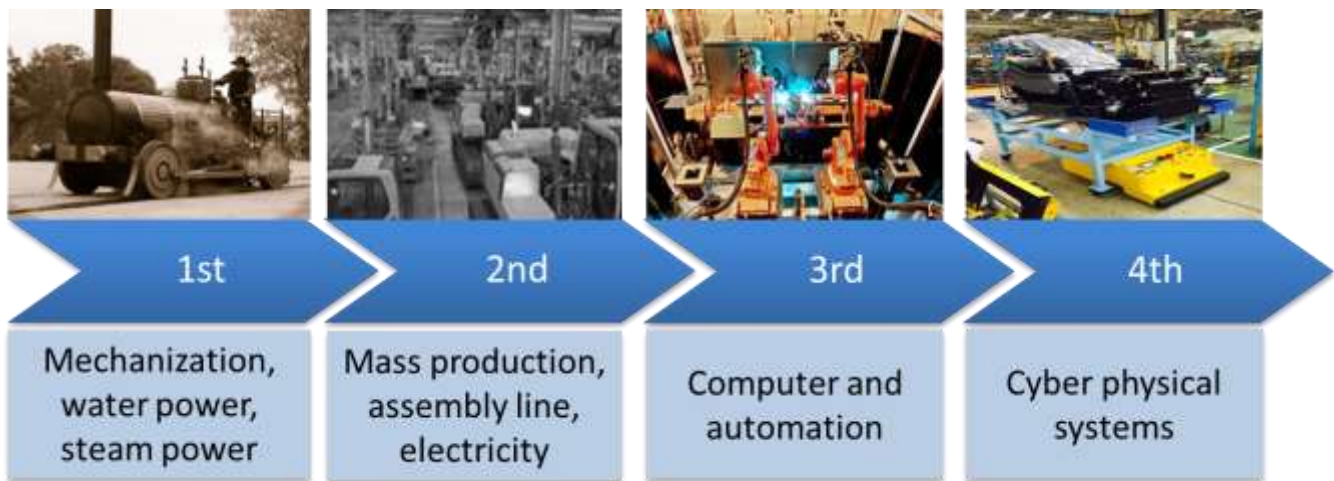 1st
2nd
3rd
4th
Mechanization,
water power,
steam power
Mass production,
assembly line,
electricity
Computer and
automation
Cyber physical
systems